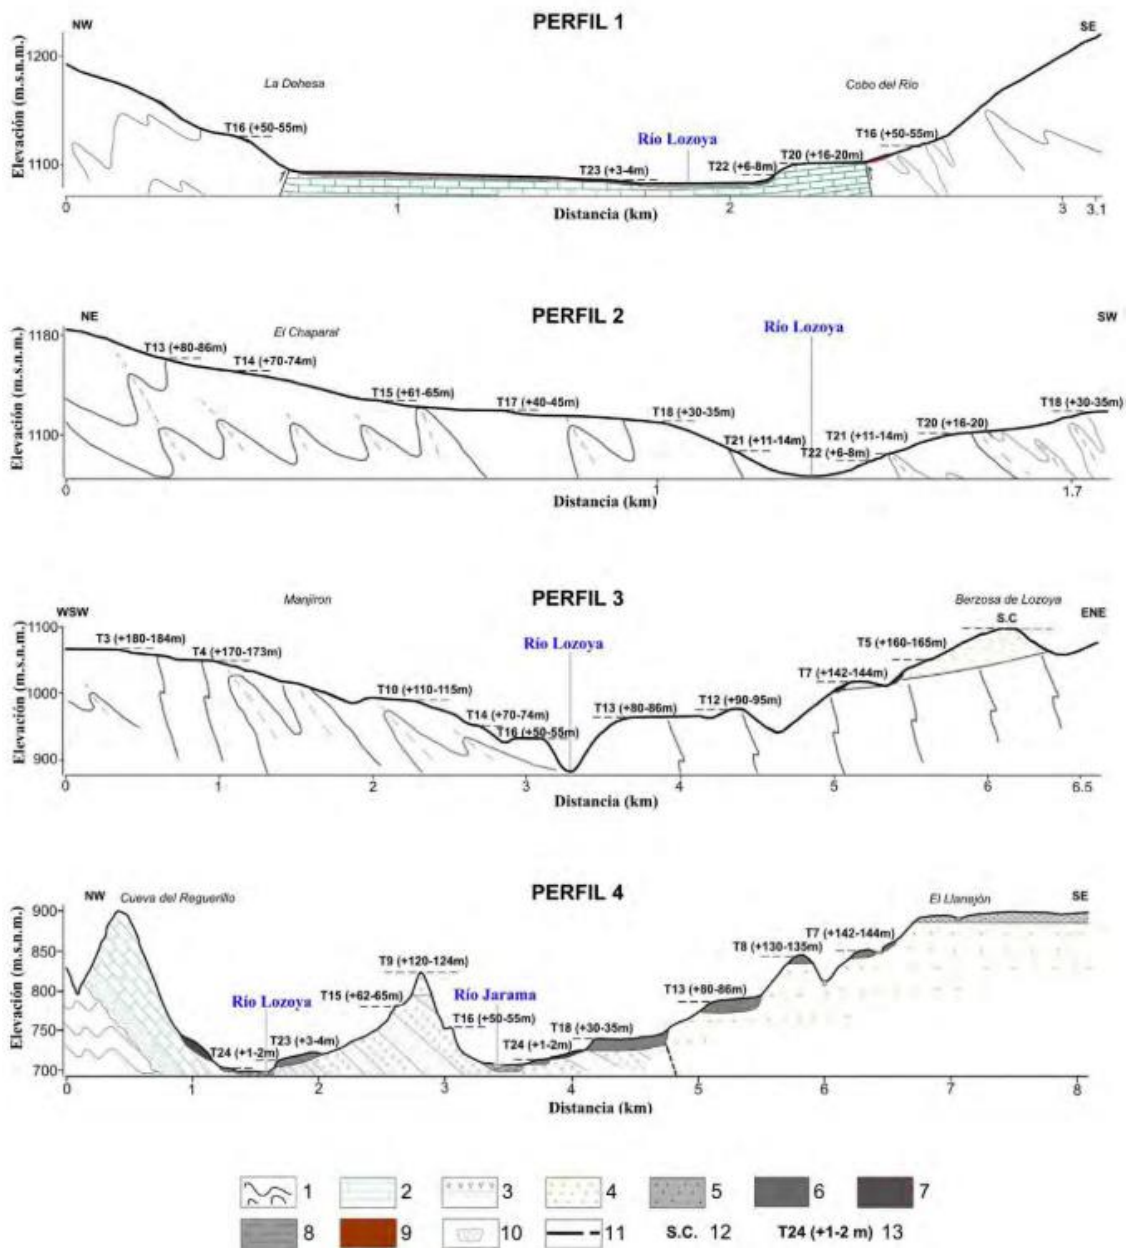 PERFIL 1
NW
SE
Elevación (m.s.n.m.)
1200
1100
La Dehesa
Cobo del Río
T16 (+50-55m)
Río Lozoya
T16 (+50-55m)
T20 (+16-20m)
T23 (+3-4m)
T22 (+6-8m)
0 1 2 3 3.1
Distancia (km)
PERFIL 2
NE
SW
Elevación (m.s.n.m.)
1180
1100
El Chaparal
Río Lozoya
T13 (+80-86m)
T14 (+70-74m)
T15 (+61-65m)
T17 (+40-45m)
T18 (+30-35m)
T18 (+30-35m)
T20 (+16-20)
T21 (+11-14m)
T21 (+11-14m)
T22 (+6-8m)
0 1 1.7
Distancia (km)
PERFIL 3
WSW
ENE
Elevación (m.s.n.m.)
1100
1000
900
Manjiron
Berzosa de Lozoya
S.C
Río Lozoya
T3 (+180-184m)
T4 (+170-173m)
T5 (+160-165m)
T7 (+142-144m)
T10 (+110-115m)
T12 (+90-95m)
T13 (+80-86m)
T14 (+70-74m)
T16 (+50-55m)
0 1 2 3 4 5 6 6.5
Distancia (km)
PERFIL 4
NW
SE
Elevación (m.s.n.m.)
900
850
800
750
700
Cueva del Reguerillo
El Llanejón
T7 (+142-144m)
T8 (+130-135m)
T9 (+120-124m)
T13 (+80-86m)
T15 (+62-65m)
Río Lozoya
Río Jarama
T16 (+50-55m)
T18 (+30-35m)
T23 (+3-4m)
T24 (+1-2m)
T24 (+1-2m)
0 1 2 3 4 5 6 7 8
Distancia (km)
1 2 3 4 5 6 7
8 9 10 11 S.C. 12 T24 (+1-2 m) 13